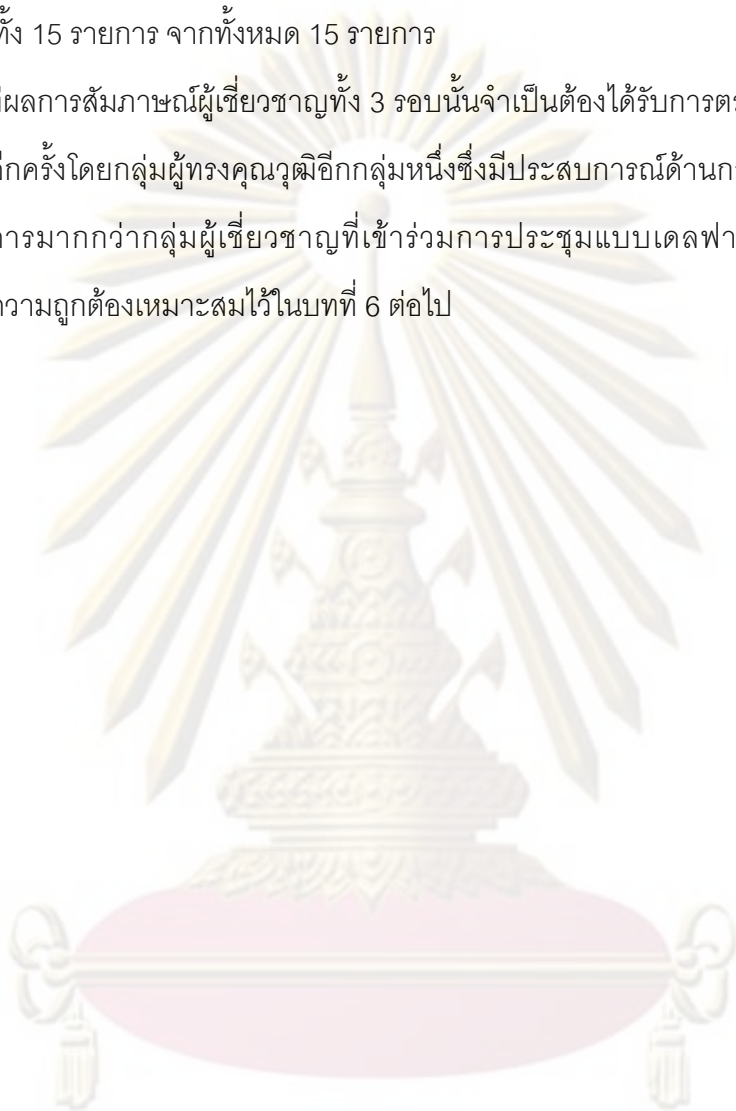 ทั้ง 15 รายการ จากทั้งหมด 15 รายการ
ผลการสัมภาษณ์ผู้เชี่ยวชาญทั้ง 3 รอบนั้นจำเป็นต้องได้รับการ
อีกครั้งโดยกลุ่มผู้ทรงคุณวุฒิอีกกลุ่มหนึ่งซึ่งมีประสบการณ์ด้าน
การมากกว่ากลุ่มผู้เชี่ยวชาญที่เข้าร่วมการประชุมแบบเดลฟา
ความถูกต้องเหมาะสมไว้ในบทที่ 6 ต่อไป